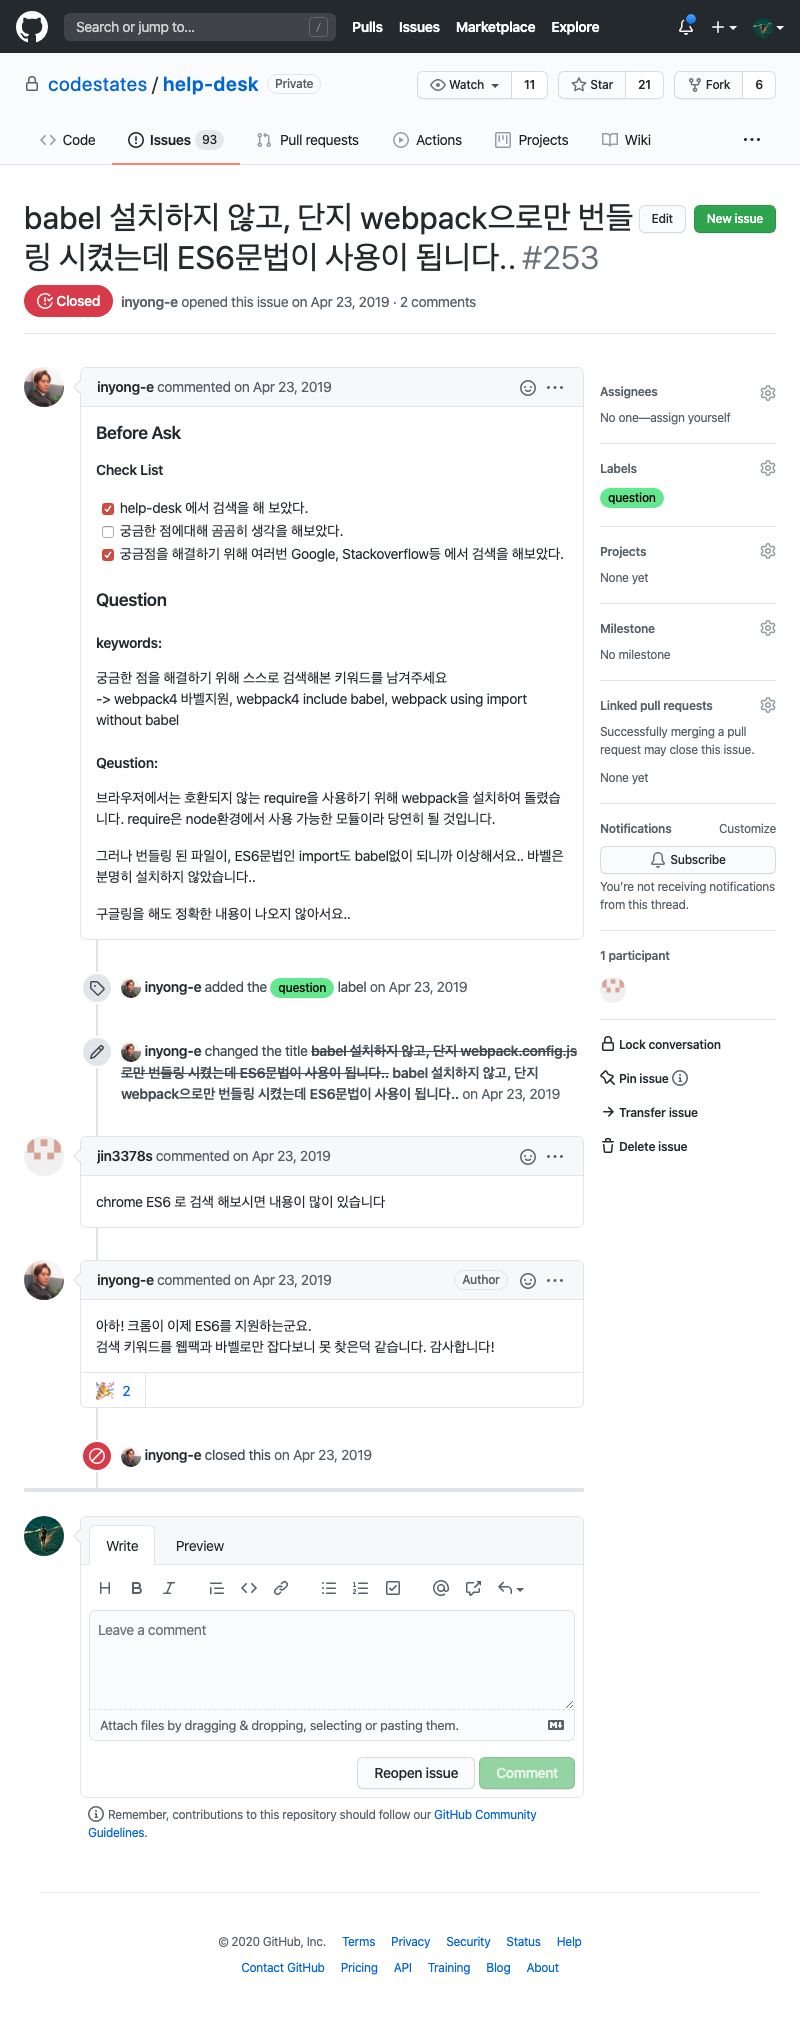 Search or jump to...
/
Pulls Issues Marketplace Explore
codestates / help-desk Private
Watch 11 Star 21 Fork 6
Code Issues 93 Pull requests Actions Projects Wiki ...
babel 설치하지 않고, 단지 webpack으로만 번들
링 시켰는데 ES6문법이 사용이 됩니다.. #253
Edit New issue
Closed inyong-e opened this issue on Apr 23, 2019 · 2 comments
inyong-e commented on Apr 23, 2019
Before Ask
Check List
help-desk 에서 검색을 해 보았다.
궁금한 점에대해 곰곰히 생각을 해보았다.
궁금점을 해결하기 위해 여러번 Google, Stackoverflow등 에서 검색을 해보았다.
Question
keywords:
궁금한 점을 해결하기 위해 스스로 검색해본 키워드를 남겨주세요
-> webpack4 바벨지원, webpack4 include babel, webpack using import
without babel
Qeustion:
브라우저에서는 호환되지 않는 require을 사용하기 위해 webpack을 설치하여 돌렸습
니다. require은 node환경에서 사용 가능한 모듈이라 당연히 될 것입니다.
그러나 번들링 된 파일이, ES6문법인 import도 babel없이 되니까 이상해서요.. 바벨은
분명히 설치하지 않았습니다..
구글링을 해도 정확한 내용이 나오지 않아서요..
inyong-e added the question label on Apr 23, 2019
inyong-e changed the title babel 설치하지 않고, 단지 webpack.config.js
로만 번들링 시켰는데 ES6문법이 사용이 됩니다.. babel 설치하지 않고, 단지
webpack으로만 번들링 시켰는데 ES6문법이 사용이 됩니다.. on Apr 23, 2019
jin3378s commented on Apr 23, 2019
chrome ES6 로 검색 해보시면 내용이 많이 있습니다
inyong-e commented on Apr 23, 2019 Author
아하! 크롬이 이제 ES6를 지원하는군요.
검색 키워드를 웹팩과 바벨로만 잡다보니 못 찾은덕 같습니다. 감사합니다!
2
inyong-e closed this on Apr 23, 2019
Assignees
No one—assign yourself
Labels
question
Projects
None yet
Milestone
No milestone
Linked pull requests
Successfully merging a pull
request may close this issue.
None yet
Notifications Customize
Subscribe
You're not receiving notifications
from this thread.
1 participant
Lock conversation
Pin issue
Transfer issue
Delete issue
Write Preview
H B I
Leave a comment
Attach files by dragging & dropping, selecting or pasting them.
Reopen issue Comment
Remember, contributions to this repository should follow our GitHub Community
Guidelines.
© 2020 GitHub, Inc. Terms Privacy Security Status Help
Contact GitHub Pricing API Training Blog About